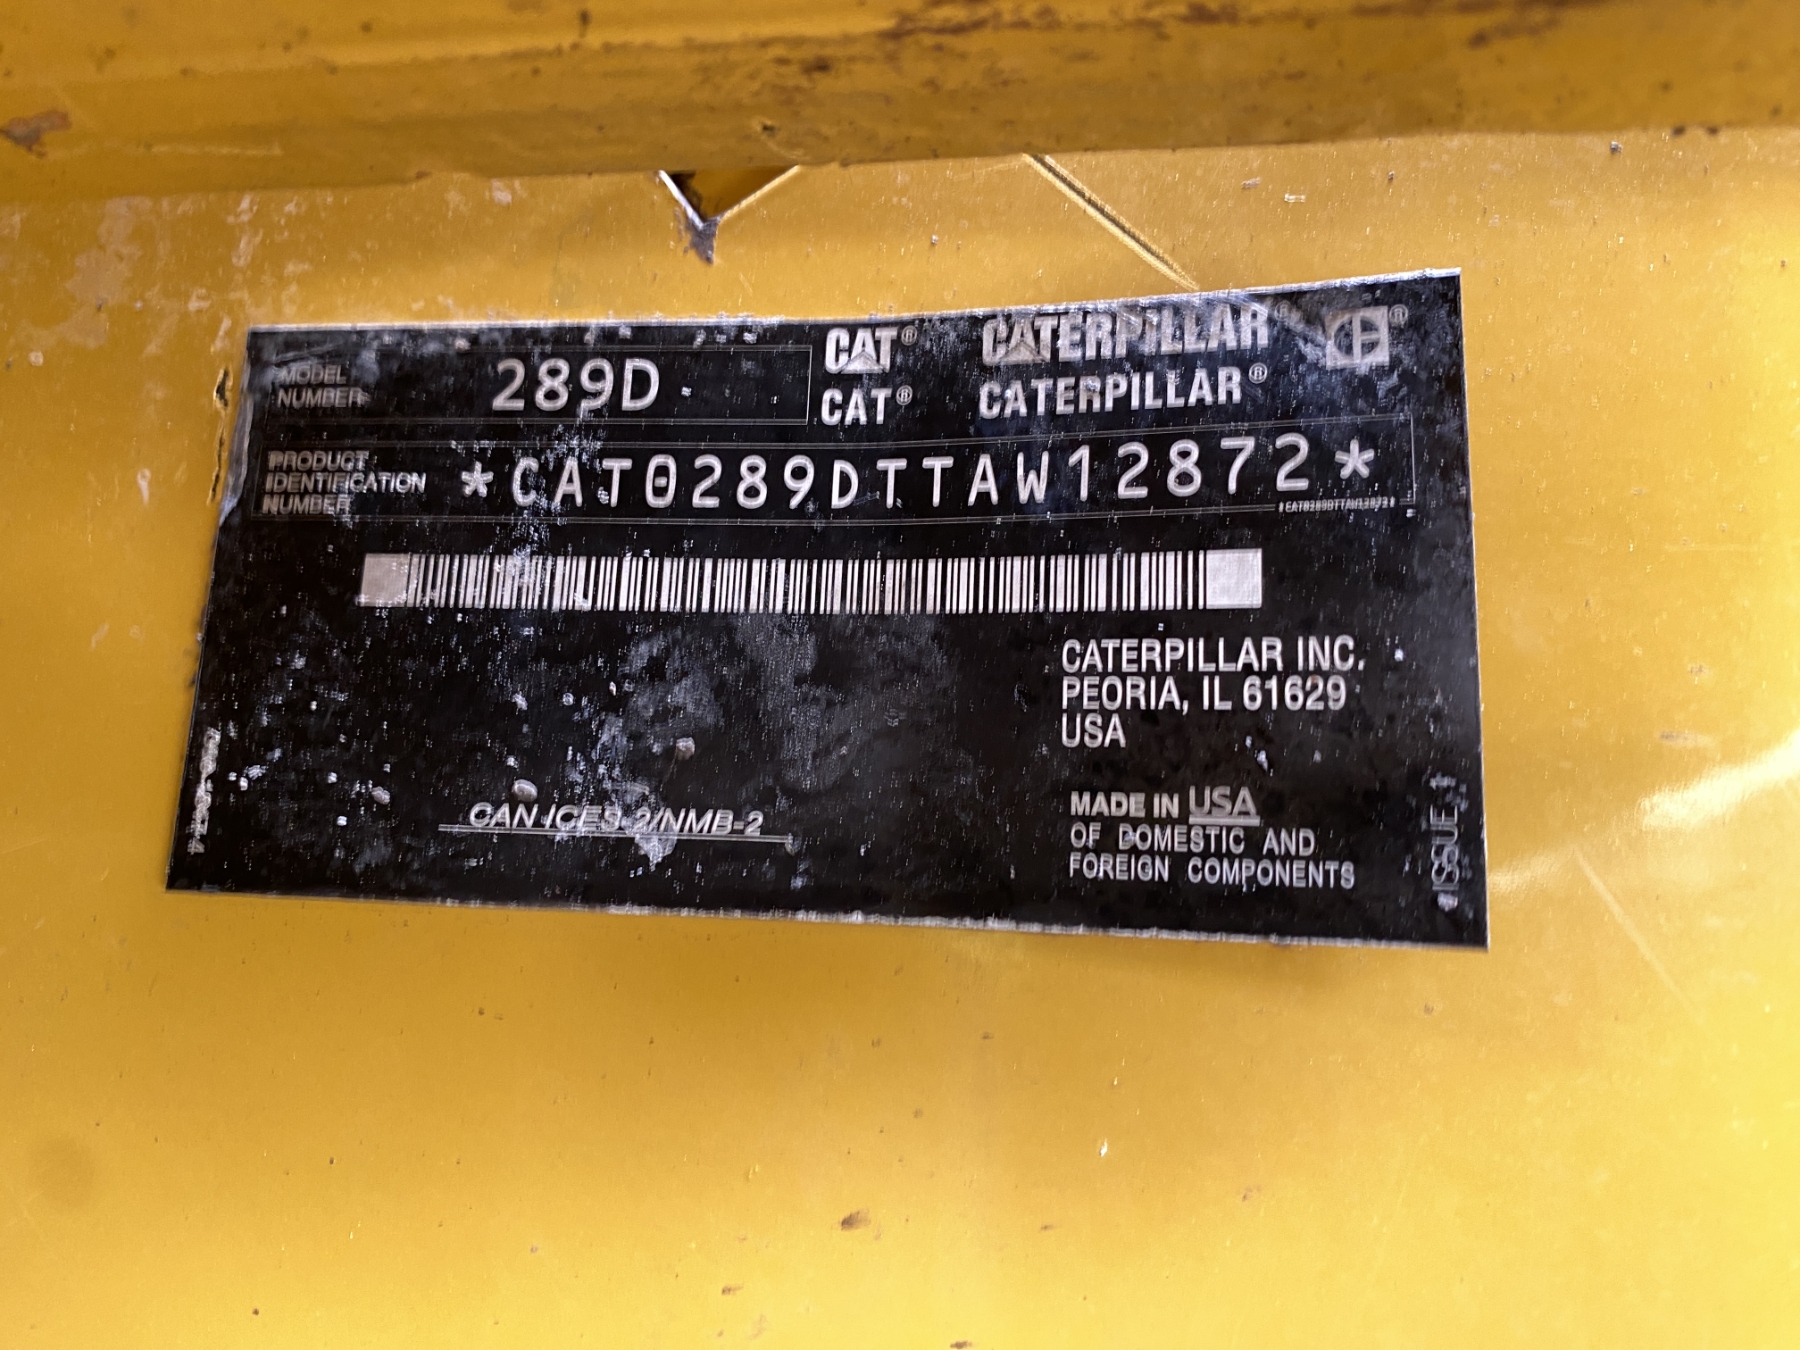 MODEL
NUMBER
289D
CAT® CATERPILLAR®
CAT® CATERPILLAR®
PRODUCT
IDENTIFICATION
NUMBER
*CAT0289DTTAW12872*
*CAT0289DTTAW12872*
CATERPILLAR INC.
PEORIA, IL 61629
USA
CAN ICES-2/NMB-2
MADE IN USA
OF DOMESTIC AND
FOREIGN COMPONENTS
ISSUE 1